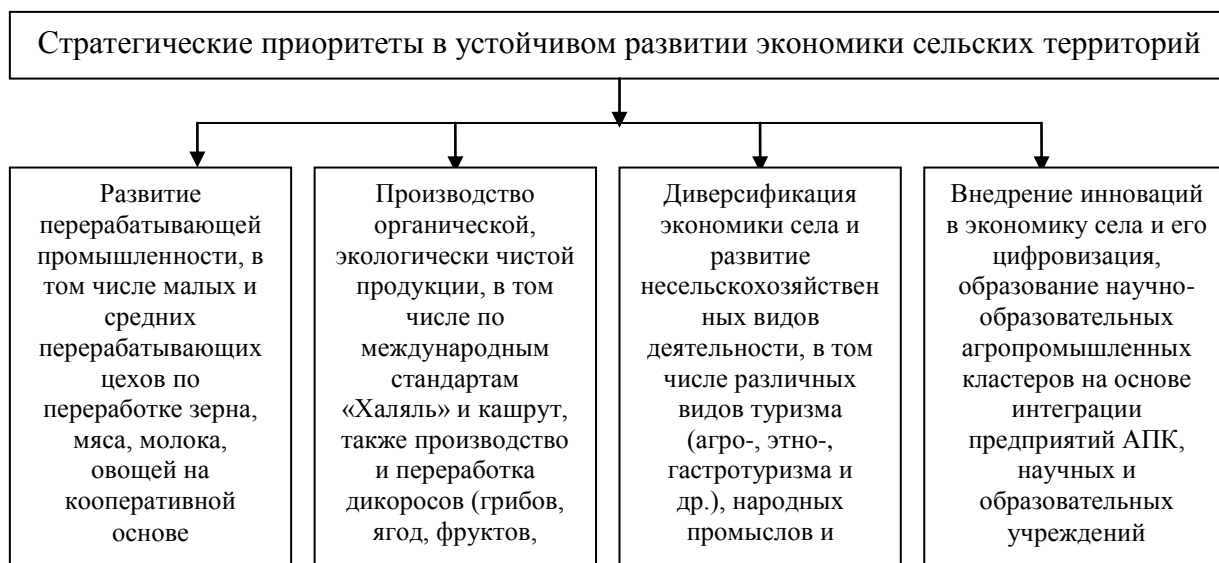 Стратегические приоритеты в устойчивом развитии экономики сельских территорий
Развитие
перерабатывающей
промышленности, в
том числе малых и
средних
перерабатывающих
цехов по
переработке зерна,
мяса, молока,
овощей на
кооперативной
основе
Производство
органической,
экологически чистой
продукции, в том
числе по
международным
стандартам
«Халяль» и кашрут,
также производство
и переработка
дикоросов (грибов,
ягод, фруктов,
Диверсификация
экономики села и
развитие
несельскохозяйствен
ных видов
деятельности, в том
числе различных
видов туризма
(агро-, этно-,
гастротуризма и
др.), народных
промыслов и
Внедрение инноваций
в экономику села и его
цифровизация,
образование научно-
образовательных
агропромышленных
кластеров на основе
интеграции
предприятий АПК,
научных и
образовательных
учреждений